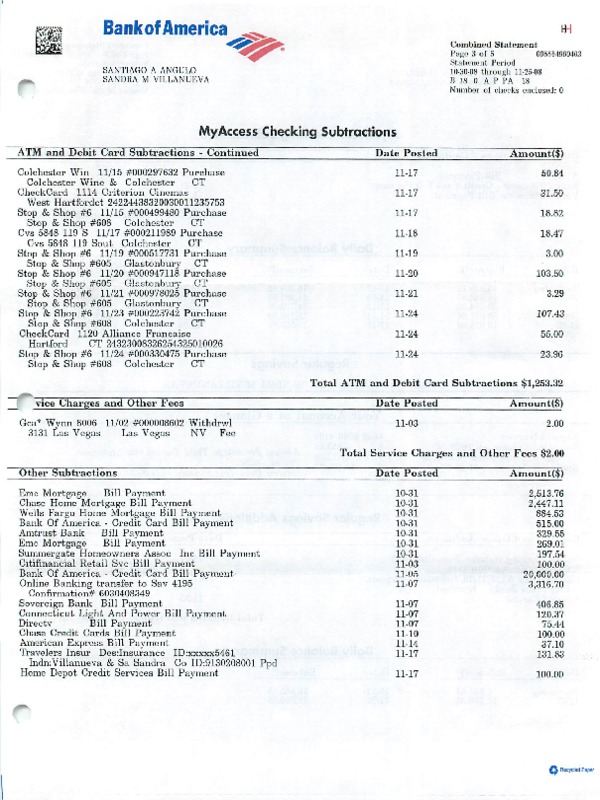 Bank of America
H
Combined Statement
Page 3 of 5
Statement Period
10-30-08 through 11-25-08
B 18 0 A P PA 18
Number of checks enclosed: 0
SANTIAGO A ANGULO
SANDRA M VILLANUEVA
MyAccess Checking Subtractions
ATM and Debit Card Subtractions - Continued Date Posted Amount($)
Colchester Win 11/15 #000297632 Purchase 11-17 50.84
Colchester Wine & Colchester CT
CheckCard 1114 Criterion Cinemas 11-17 31.50
West Hartfordct 24224438320030011235753
Stop & Shop #6 11/15 #000499430 Purchase 11-17 18.82
Stop & Shop #608 Colchester CT
Cvs 5848 119 S 11/17 #000211989 Purchase 11-18 18.47
Cvs 5848 119 Sout Colchester CT
Stop & Shop #6 11/19 #000517731 Purchase 11-19 3.00
Stop & Shop #605 Glastonbury CT
Stop & Shop #6 11/20 #000947118 Purchase 11-20 103.50
Stop & Shop #605 Glastonbury CT
Stop & Shop #6 11/21 #000978025 Purchase 11-21 3.29
Stop & Shop #605 Glastonbury CT
Stop & Shop #6 11/23 #000223742 Purchase 11-24 107.43
Stop & Shop #608 Colchester CT
CheckCard 1120 Alliance Francaise 11-24 55.00
Hartford CT 24323008326254325010026
Stop & Shop #6 11/24 #000330475 Purchase 11-24 23.96
Stop & Shop #608 Colchester CT
Total ATM and Debit Card Subtractions $1,253.32
vice Charges and Other Fees Date Posted Amount($)
Gca* Wynn 8006 11/02 #000008602 Withdrwl 11-03 2.00
3131 Las Vegas Las Vegas NV Fee
Total Service Charges and Other Fees $2.00
Other Subtractions Date Posted Amount($)
Emc Mortgage Bill Payment 10-31 2,513.76
Chase Home Mortgage Bill Payment 10-31 2,447.11
Wells Fargo Home Mortgage Bill Payment 10-31 884.53
Bank Of America - Credit Card Bill Payment 10-31 515.00
Amtrust Bank Bill Payment 10-31 329.55
Emc Mortgage Bill Payment 10-31 269.01
Summergate Homeowners Assoc Inc Bill Payment 10-31 197.54
Citifinancial Retail Svc Bill Payment 11-03 100.00
Bank Of America - Credit Card Bill Payment 11-05 20,000.00
Online Banking transfer to Sav 4195 11-07 3,316.70
Confirmation# 6030408349
Sovereign Bank Bill Payment 11-07 406.85
Connecticut Light And Power Bill Payment 11-07 120.37
Directv Bill Payment 11-07 75.44
Chase Credit Cards Bill Payment 11-10 100.00
American Express Bill Payment 11-14 37.10
Travelers Insur Des:Insurance ID:xxxxx5461 11-17 131.83
Indn:Villanueva & Sa Sandra Co ID:9130208001 Ppd
Home Depot Credit Services Bill Payment 11-17 100.00
Recycled Paper